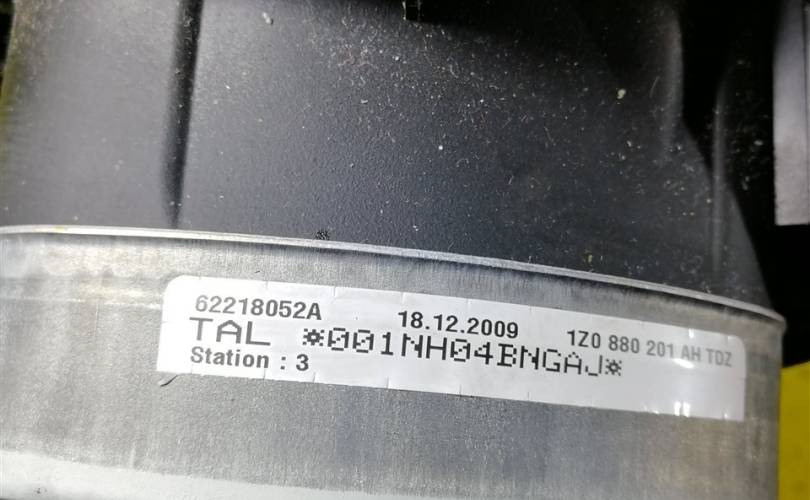 62218052A 18.12.2009 1Z0 880 201 AH TDZ
TAL *001NH04BNGAJ*
Station : 3